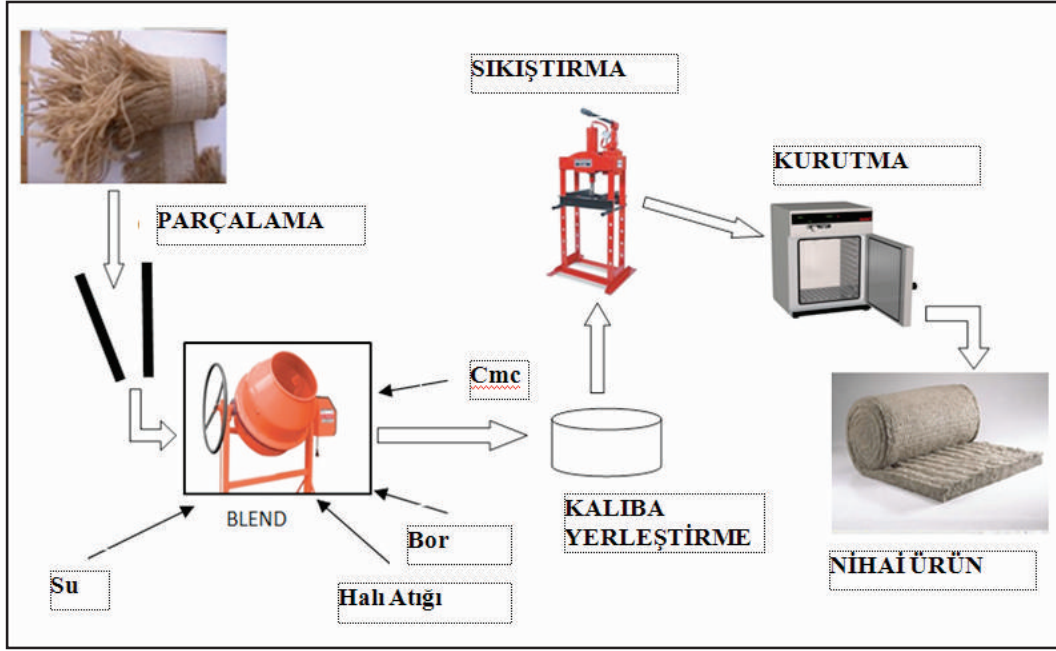 SIKIŞTIRMA
KURUTMA
PARÇALAMA
Cmc
BLEND
KALIBA
YERLEŞTİRME
Bor
NİHAİ ÜRÜN
Su
Halı Atığı